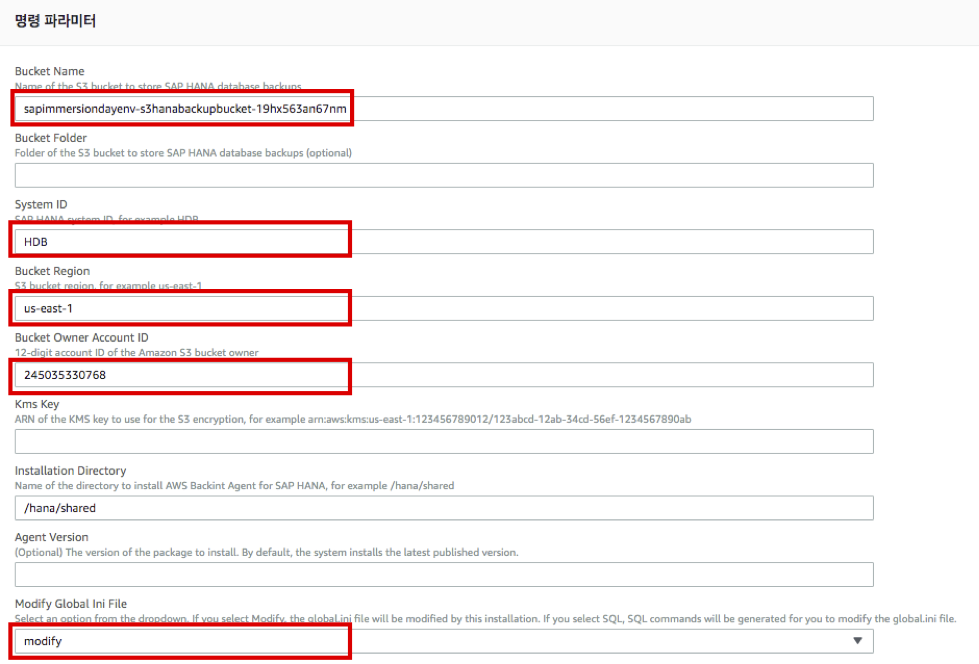 명령 파라미터
Bucket Name
Name of the S3 bucket to store SAP HANA database backups
sapimmersiondayenv-s3hanabackupbucket-19hx563an67nm
Bucket Folder
Folder of the S3 bucket to store SAP HANA database backups (optional)
System ID
SAP HANA system ID, for example HDB
HDB
Bucket Region
S3 bucket region, for example us-east-1
us-east-1
Bucket Owner Account ID
12-digit account ID of the Amazon S3 bucket owner
245035330768
Kms Key
ARN of the KMS key to use for the S3 encryption, for example arn:aws:kms:us-east-1:123456789012/123abcd-12ab-34cd-56ef-1234567890ab
Installation Directory
Name of the directory to install AWS Backint Agent for SAP HANA, for example /hana/shared
/hana/shared
Agent Version
(Optional) The version of the package to install. By default, the system installs the latest published version.
Modify Global Ini File
Select an option from the dropdown. If you select Modify, the global.ini file will be modified by this installation. If you select SQL, SQL commands will be generated for you to modify the global.ini file.
modify